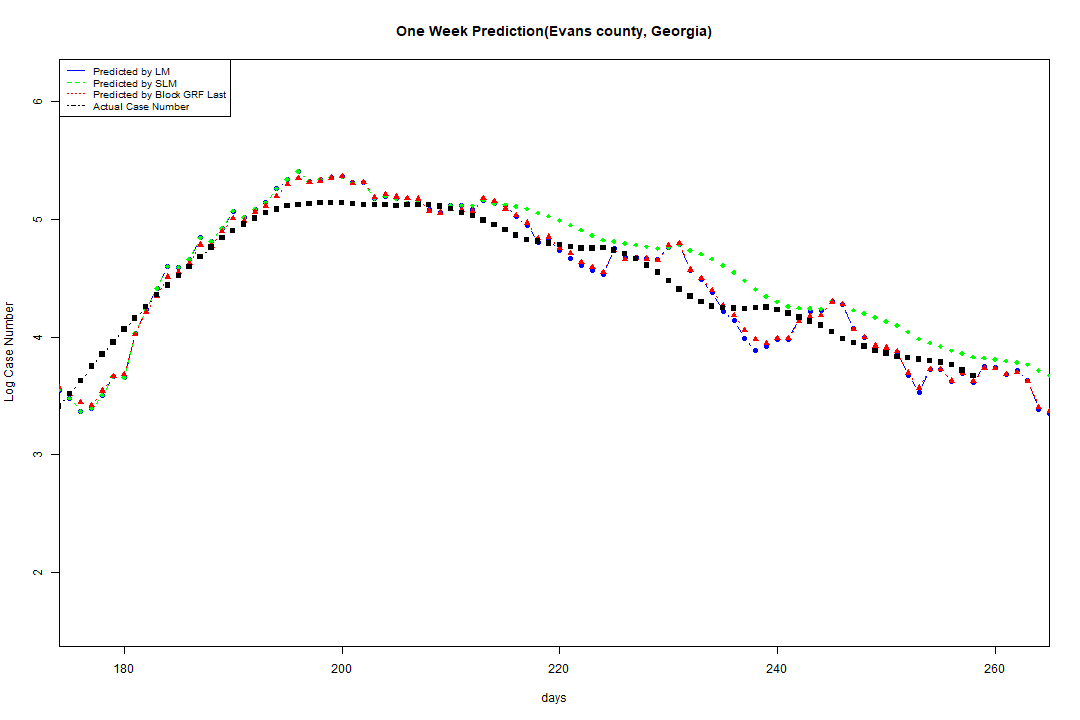 One Week Prediction(Evans county, Georgia)
Predicted by LM
Predicted by SLM
Predicted by Block GRF Last
Actual Case Number
6
5
4
3
2
Log Case Number
180 200 220 240 260
days